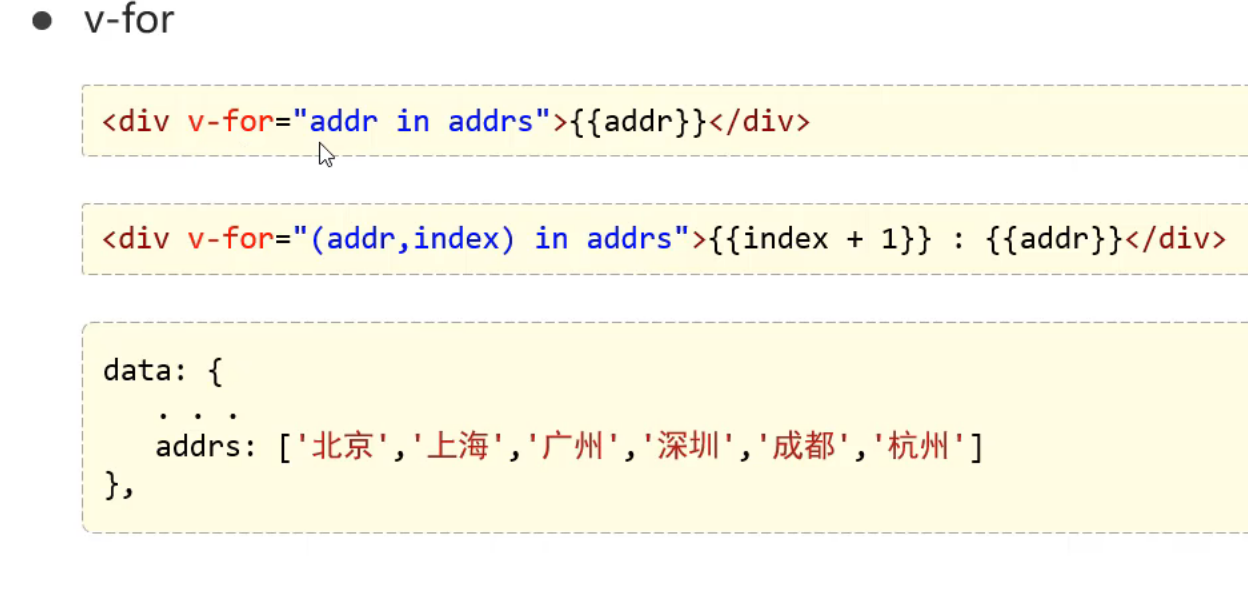 ● v-for
<div v-for="addr in addrs">{{addr}}</div>
<div v-for="(addr,index) in addrs">{{index + 1}} : {{addr}}</div>
data: {
. . .
addrs: ['北京','上海','广州','深圳','成都','杭州']
},